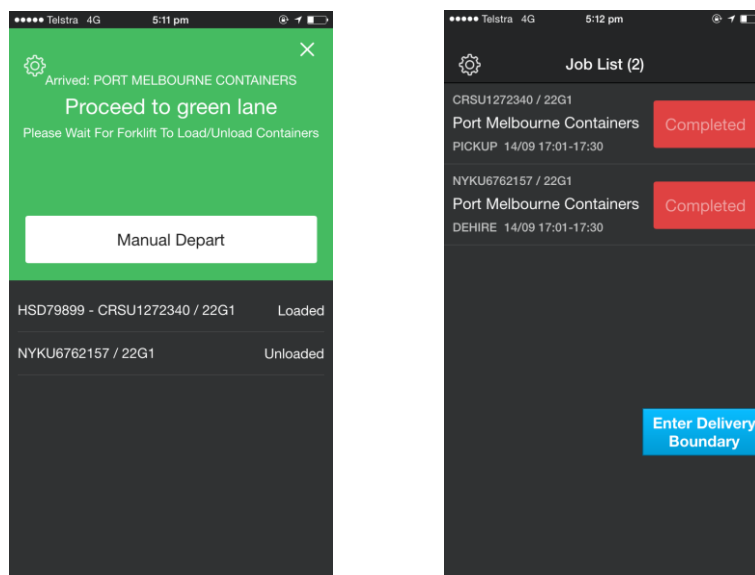 Telstra 4G 5:11 pm
Arrived: PORT MELBOURNE CONTAINERS
Proceed to green lane
Please Wait For Forklift To Load/Unload Containers
Manual Depart
HSD79899 - CRSU1272340 / 22G1 Loaded
NYKU6762157 / 22G1 Unloaded
Telstra 4G 5:12 pm
Job List (2)
CRSU1272340 / 22G1
Port Melbourne Containers Completed
PICKUP 14/09 17:01-17:30
NYKU6762157 / 22G1
Port Melbourne Containers Completed
DEHIRE 14/09 17:01-17:30
Enter Delivery
Boundary